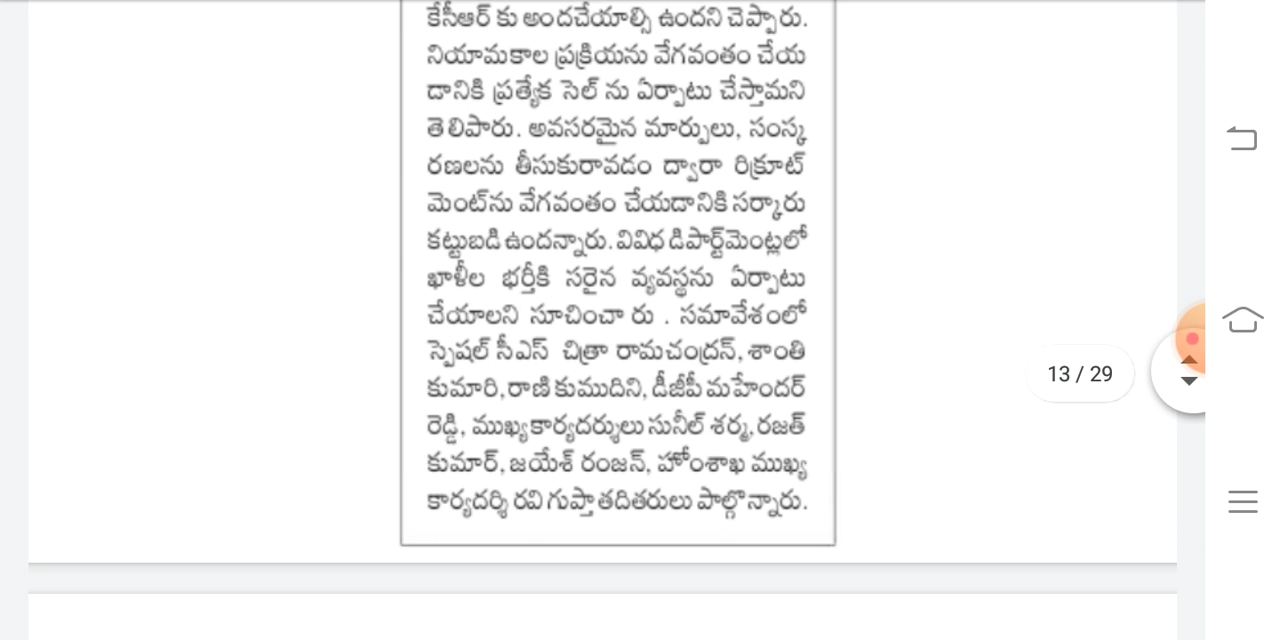 కేసీఆర్ కు అందచేయాల్సి ఉందని చెప్పారు.
నియామకాల ప్రక్రియను వేగవంతం చేయ
దానికి ప్రత్యేక సెల్ ను ఏర్పాటు చేస్తామని
తెలిపారు. అవసరమైన మార్పులు, సంస్క
రణలను తీసుకురావడం ద్వారా రిక్రూట్
మెంట్‌ను వేగవంతం చేయడానికి సర్కారు
కట్టుబడి ఉందన్నారు. వివిధ డిపార్ట్‌మెంట్లలో
ఖాళీల భర్తీకి సరైన వ్యవస్థను ఏర్పాటు
చేయాలని సూచించా రు . సమావేశంలో
స్పెషల్ సీఎస్ చిత్రా రామచంద్రన్, శాంతి
కుమారి, రాణి కుముదిని, డీజీపీ మహేందర్
రెడ్డి, ముఖ్య కార్యదర్శులు సునీల్ శర్మ, రజత్
కుమార్, జయేశ్ రంజన్, హోంశాఖ ముఖ్య
కార్యదర్శి రవి గుప్తా తదితరులు పాల్గొన్నారు.
13 / 29